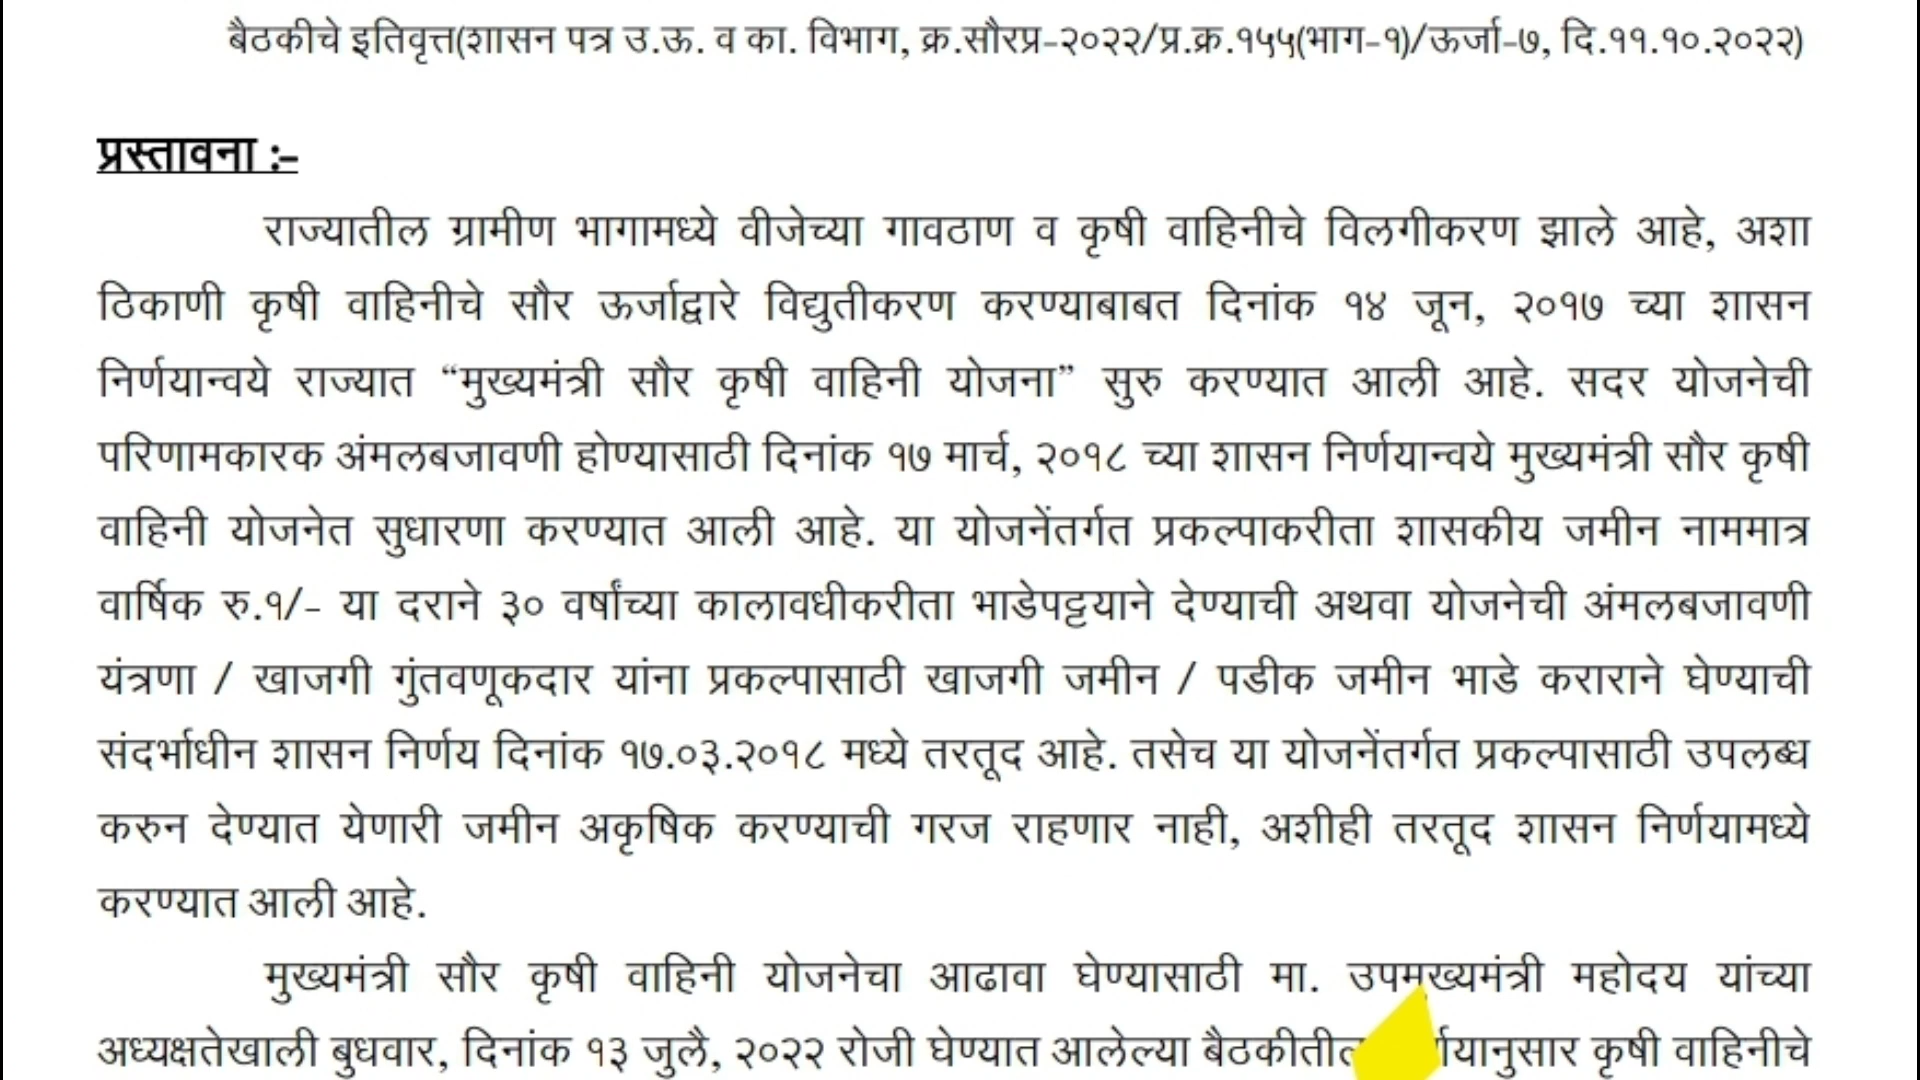 बैठकीचे इतिवृत्त(शासन पत्र उ.ऊ. व का. विभाग, क्र.सौरप्र-२०२२/प्र.क्र.१५५(भाग-१)/ऊर्जा-७, दि.११.१०.२०२२)
प्रस्तावना :-
राज्यातील ग्रामीण भागामध्ये वीजेच्या गावठाण व कृषी वाहिनीचे विलगीकरण झाले आहे, अशा
ठिकाणी कृषी वाहिनीचे सौर ऊर्जाद्वारे विद्युतीकरण करण्याबाबत दिनांक १४ जून, २०१७ च्या शासन
निर्णयान्वये राज्यात “मुख्यमंत्री सौर कृषी वाहिनी योजना” सुरु करण्यात आली आहे. सदर योजनेची
परिणामकारक अंमलबजावणी होण्यासाठी दिनांक १७ मार्च, २०१८ च्या शासन निर्णयान्वये मुख्यमंत्री सौर कृषी
वाहिनी योजनेत सुधारणा करण्यात आली आहे. या योजनेंतर्गत प्रकल्पाकरीता शासकीय जमीन नाममात्र
वार्षिक रु.१/- या दराने ३० वर्षांच्या कालावधीकरीता भाडेपट्टयाने देण्याची अथवा योजनेची अंमलबजावणी
यंत्रणा / खाजगी गुंतवणूकदार यांना प्रकल्पासाठी खाजगी जमीन / पडीक जमीन भाडे कराराने घेण्याची
संदर्भाधीन शासन निर्णय दिनांक १७.०३.२०१८ मध्ये तरतूद आहे. तसेच या योजनेंतर्गत प्रकल्पासाठी उपलब्ध
करुन देण्यात येणारी जमीन अकृषिक करण्याची गरज राहणार नाही, अशीही तरतूद शासन निर्णयामध्ये
करण्यात आली आहे.
मुख्यमंत्री सौर कृषी वाहिनी योजनेचा आढावा घेण्यासाठी मा. उपमुख्यमंत्री महोदय यांच्या
अध्यक्षतेखाली बुधवार, दिनांक १३ जुलै, २०२२ रोजी घेण्यात आलेल्या बैठकीतील कृषी वाहिनीचे